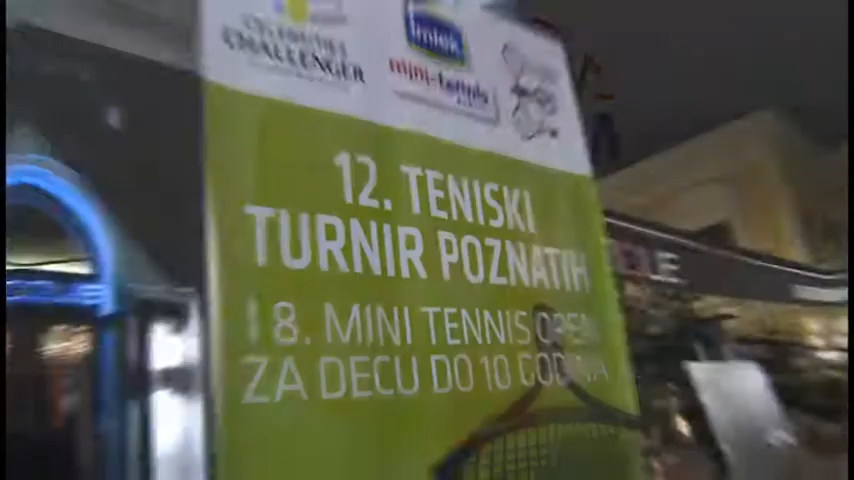 CHALLENGER
imlek
mini-tennis
12. TENISKI
TURNIR POZNATIH
I 8. MINI TENNIS OPEN
ZA DECU DO 10 GODINA